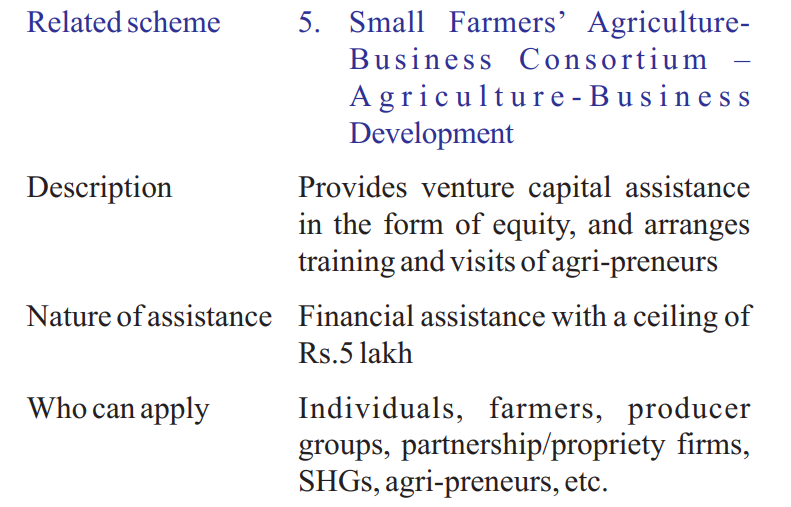 Related scheme 5. Small Farmers’ Agriculture-
Business Consortium –
Agriculture-Business
Development
Description Provides venture capital assistance
in the form of equity, and arranges
training and visits of agri-preneurs
Nature of assistance Financial assistance with a ceiling of
Rs.5 lakh
Who can apply Individuals, farmers, producer
groups, partnership/propriety firms,
SHGs, agri-preneurs, etc.